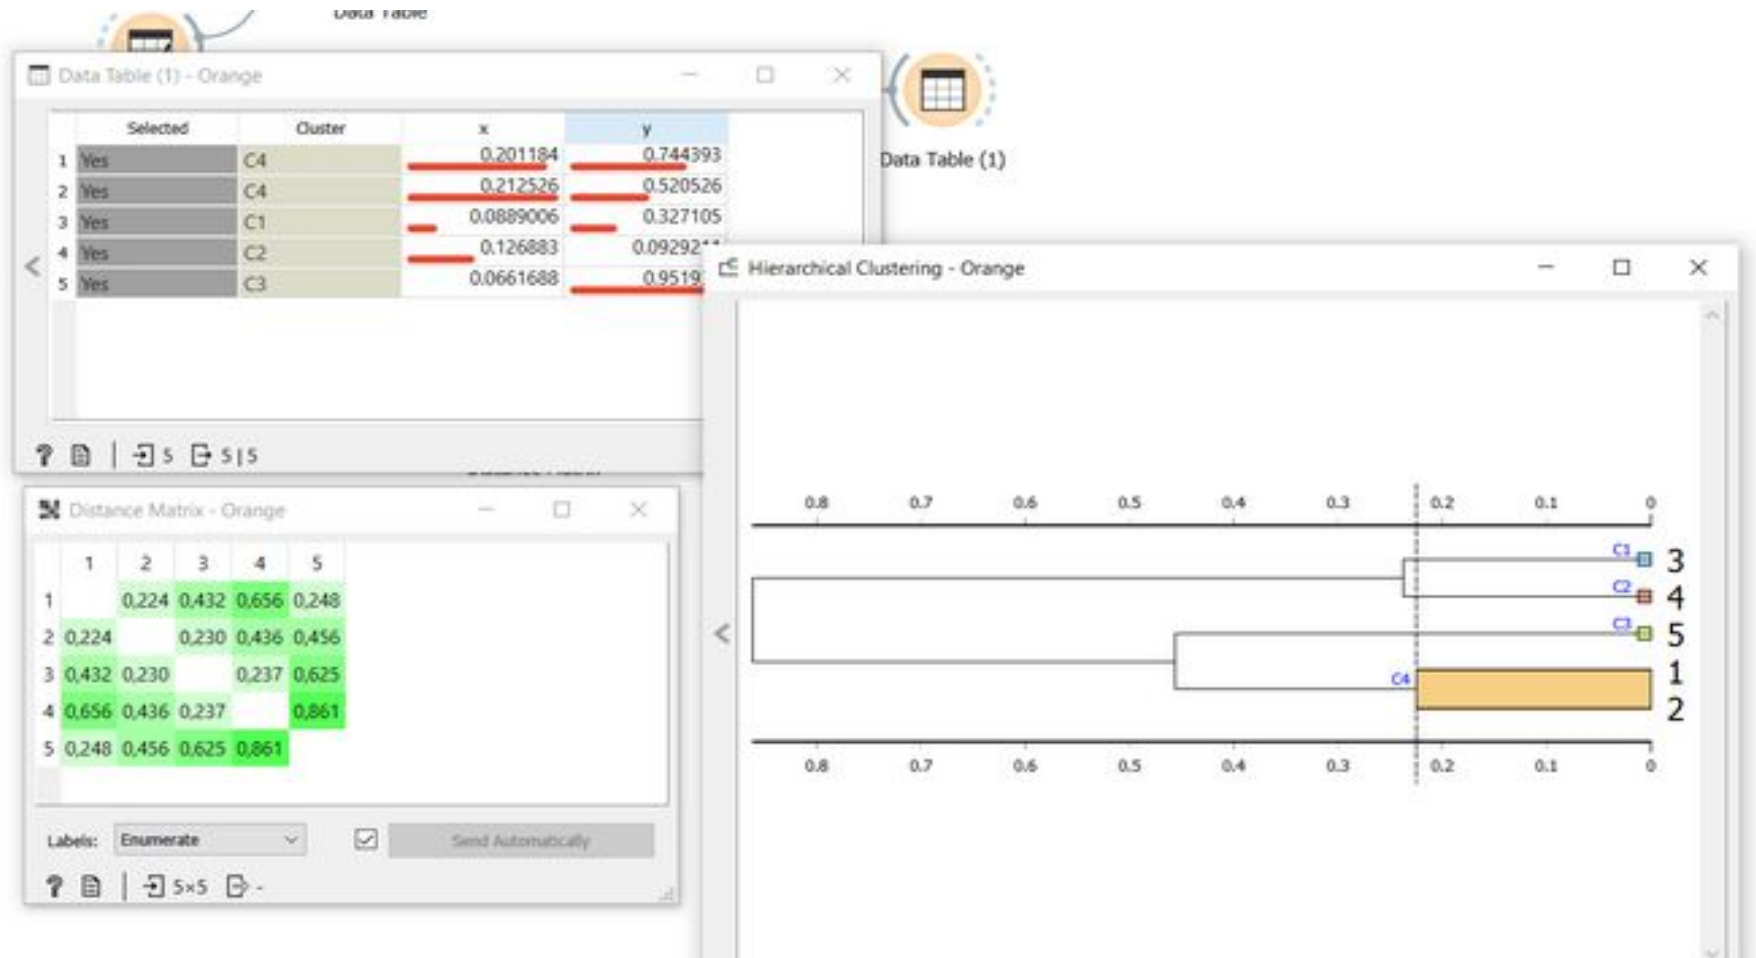 Data Table
Data Table (1) - Orange
Selected Cluster x y
1 Yes C4 0.201184 0.744393
2 Yes C4 0.212526 0.520526
3 Yes C1 0.0889006 0.327105
4 Yes C2 0.126883 0.09292
5 Yes C3 0.0661688 0.9519
? 5 5|5
Data Table (1)
Distance Matrix - Orange
1 2 3 4 5
1 0,224 0,432 0,656 0,248
2 0,224 0,230 0,436 0,456
3 0,432 0,230 0,237 0,625
4 0,656 0,436 0,237 0,861
5 0,248 0,456 0,625 0,861
Labels: Enumerate Send Automatically
? 5×5 -
Hierarchical Clustering - Orange
0.8 0.7 0.6 0.5 0.4 0.3 0.2 0.1 0
C1 3
C2 4
C3 5
C4 1
2
0.8 0.7 0.6 0.5 0.4 0.3 0.2 0.1 0